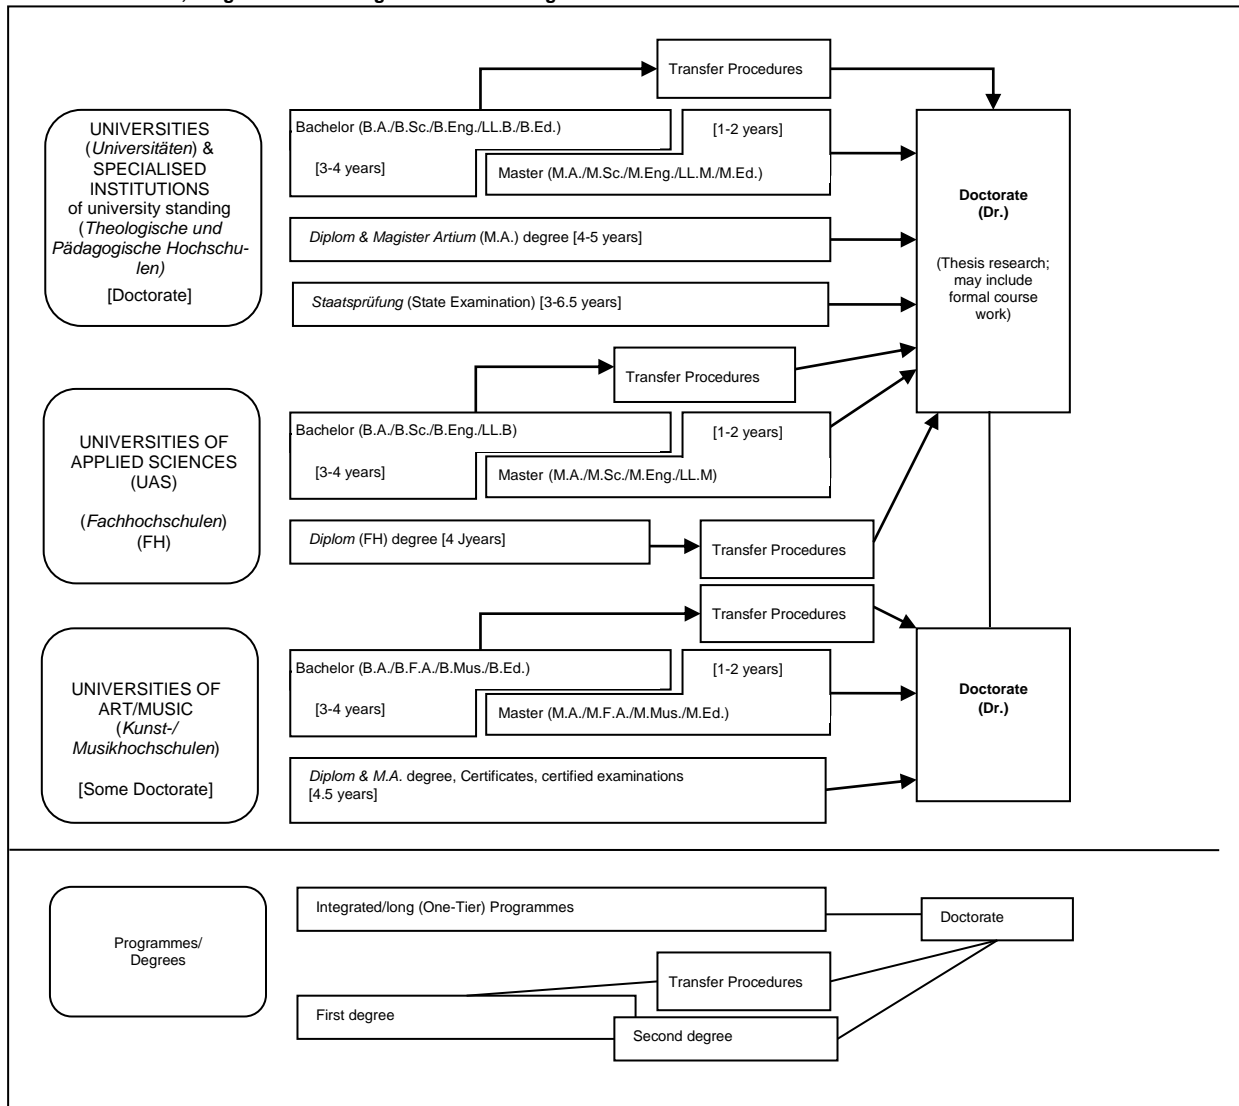 Transfer Procedures
UNIVERSITIES
(Universitäten) &
SPECIALISED
INSTITUTIONS
of university standing
(Theologische und
Pädagogische Hochschu-
len)
[Doctorate]
. Bachelor (B.A./B.Sc./B.Eng./LL.B./B.Ed.)
[1-2 years]
[3-4 years]
Master (M.A./M.Sc./M.Eng./LL.M./M.Ed.)
Diplom & Magister Artium (M.A.) degree [4-5 years]
Staatsprüfung (State Examination) [3-6.5 years]
Doctorate
(Dr.)
(Thesis research;
may include
formal course
work)
Transfer Procedures
UNIVERSITIES OF
APPLIED SCIENCES
(UAS)
(Fachhochschulen)
(FH)
. Bachelor (B.A./B.Sc./B.Eng./LL.B)
[1-2 years]
[3-4 years]
Master (M.A./M.Sc./M.Eng./LL.M)
Diplom (FH) degree [4 Jyears]
Transfer Procedures
Transfer Procedures
UNIVERSITIES OF
ART/MUSIC
(Kunst-/
Musikhochschulen)
[Some Doctorate]
. Bachelor (B.A./B.F.A./B.Mus./B.Ed.)
[1-2 years]
[3-4 years]
Master (M.A./M.F.A./M.Mus./M.Ed.)
Diplom & M.A. degree, Certificates, certified examinations
[4.5 years]
Doctorate
(Dr.)
Programmes/
Degrees
Integrated/long (One-Tier) Programmes
Doctorate
Transfer Procedures
First degree
Second degree